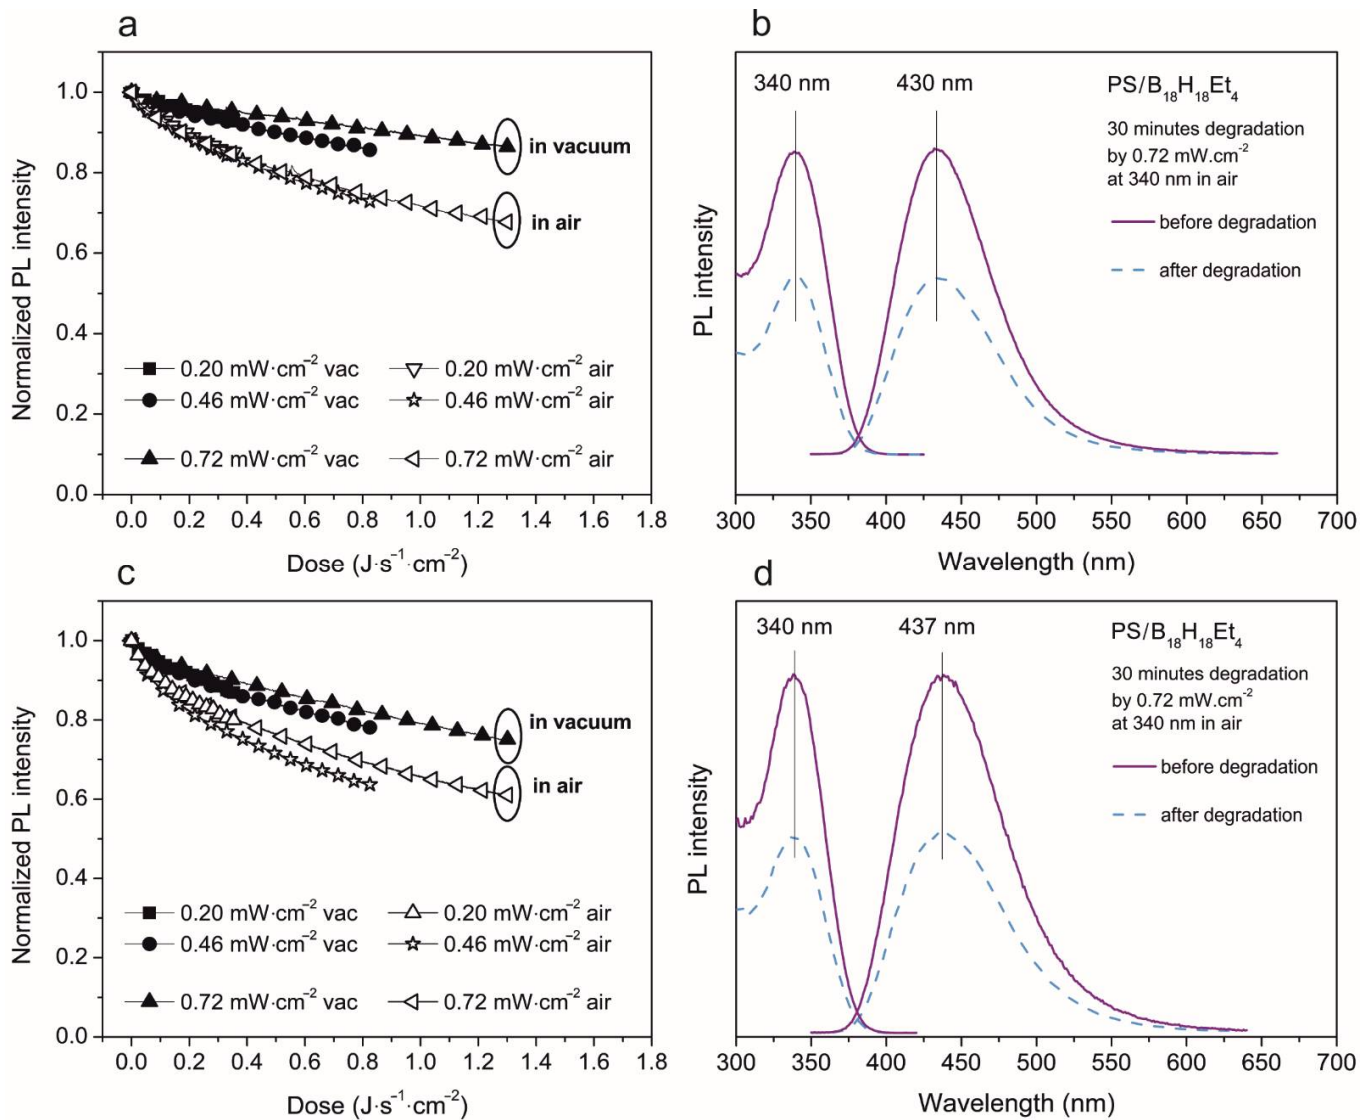 a
Normalized PL intensity
1.0
0.8
0.6
0.4
0.2
0.0
in vacuum
in air
0.20 mW·cm⁻² vac
0.46 mW·cm⁻² vac
0.72 mW·cm⁻² vac
0.20 mW·cm⁻² air
0.46 mW·cm⁻² air
0.72 mW·cm⁻² air
0.0 0.2 0.4 0.6 0.8 1.0 1.2 1.4 1.6 1.8
Dose (J·s⁻¹·cm⁻²)
b
PL intensity
340 nm
430 nm
PS/B₁₈H₁₈Et₄
30 minutes degradation
by 0.72 mW.cm⁻²
at 340 nm in air
before degradation
after degradation
300 350 400 450 500 550 600 650 700
Wavelength (nm)
c
Normalized PL intensity
1.0
0.8
0.6
0.4
0.2
0.0
in vacuum
in air
0.20 mW·cm⁻² vac
0.46 mW·cm⁻² vac
0.72 mW·cm⁻² vac
0.20 mW·cm⁻² air
0.46 mW·cm⁻² air
0.72 mW·cm⁻² air
0.0 0.2 0.4 0.6 0.8 1.0 1.2 1.4 1.6 1.8
Dose (J·s⁻¹·cm⁻²)
d
PL intensity
340 nm
437 nm
PS/B₁₈H₁₈Et₄
30 minutes degradation
by 0.72 mW.cm⁻²
at 340 nm in air
before degradation
after degradation
300 350 400 450 500 550 600 650 700
Wavelength (nm)